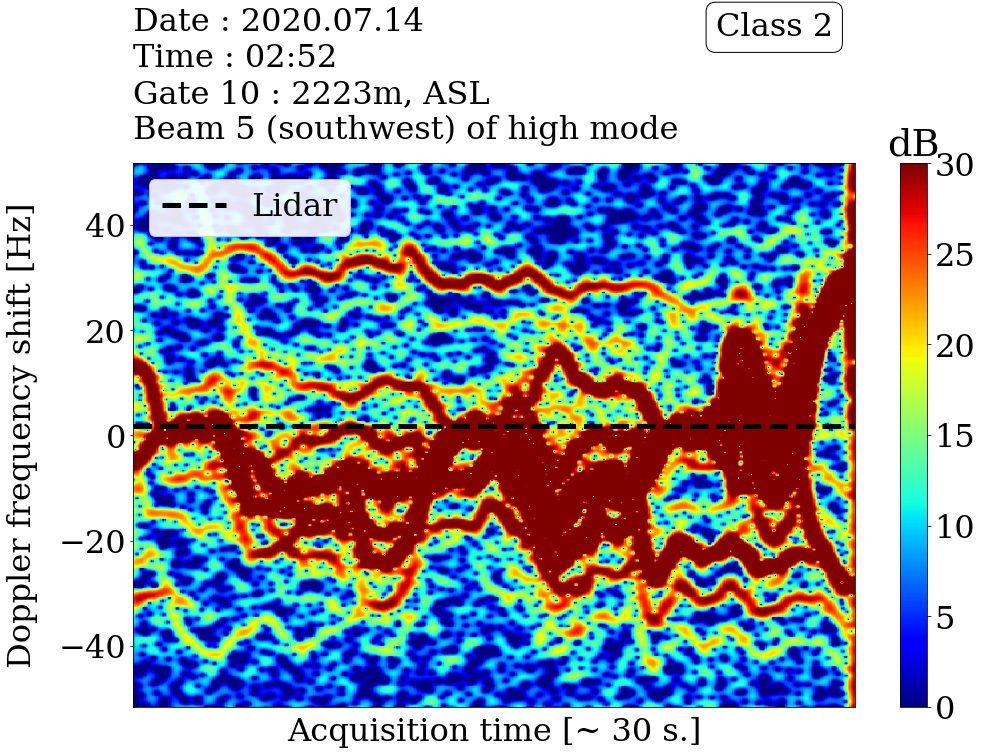 Date : 2020.07.14
Time : 02:52
Gate 10 : 2223m, ASL
Beam 5 (southwest) of high mode
Class 2
dB
30
25
20
15
10
5
0
Lidar
Doppler frequency shift [Hz]
40
20
0
−20
−40
Acquisition time [~ 30 s.]